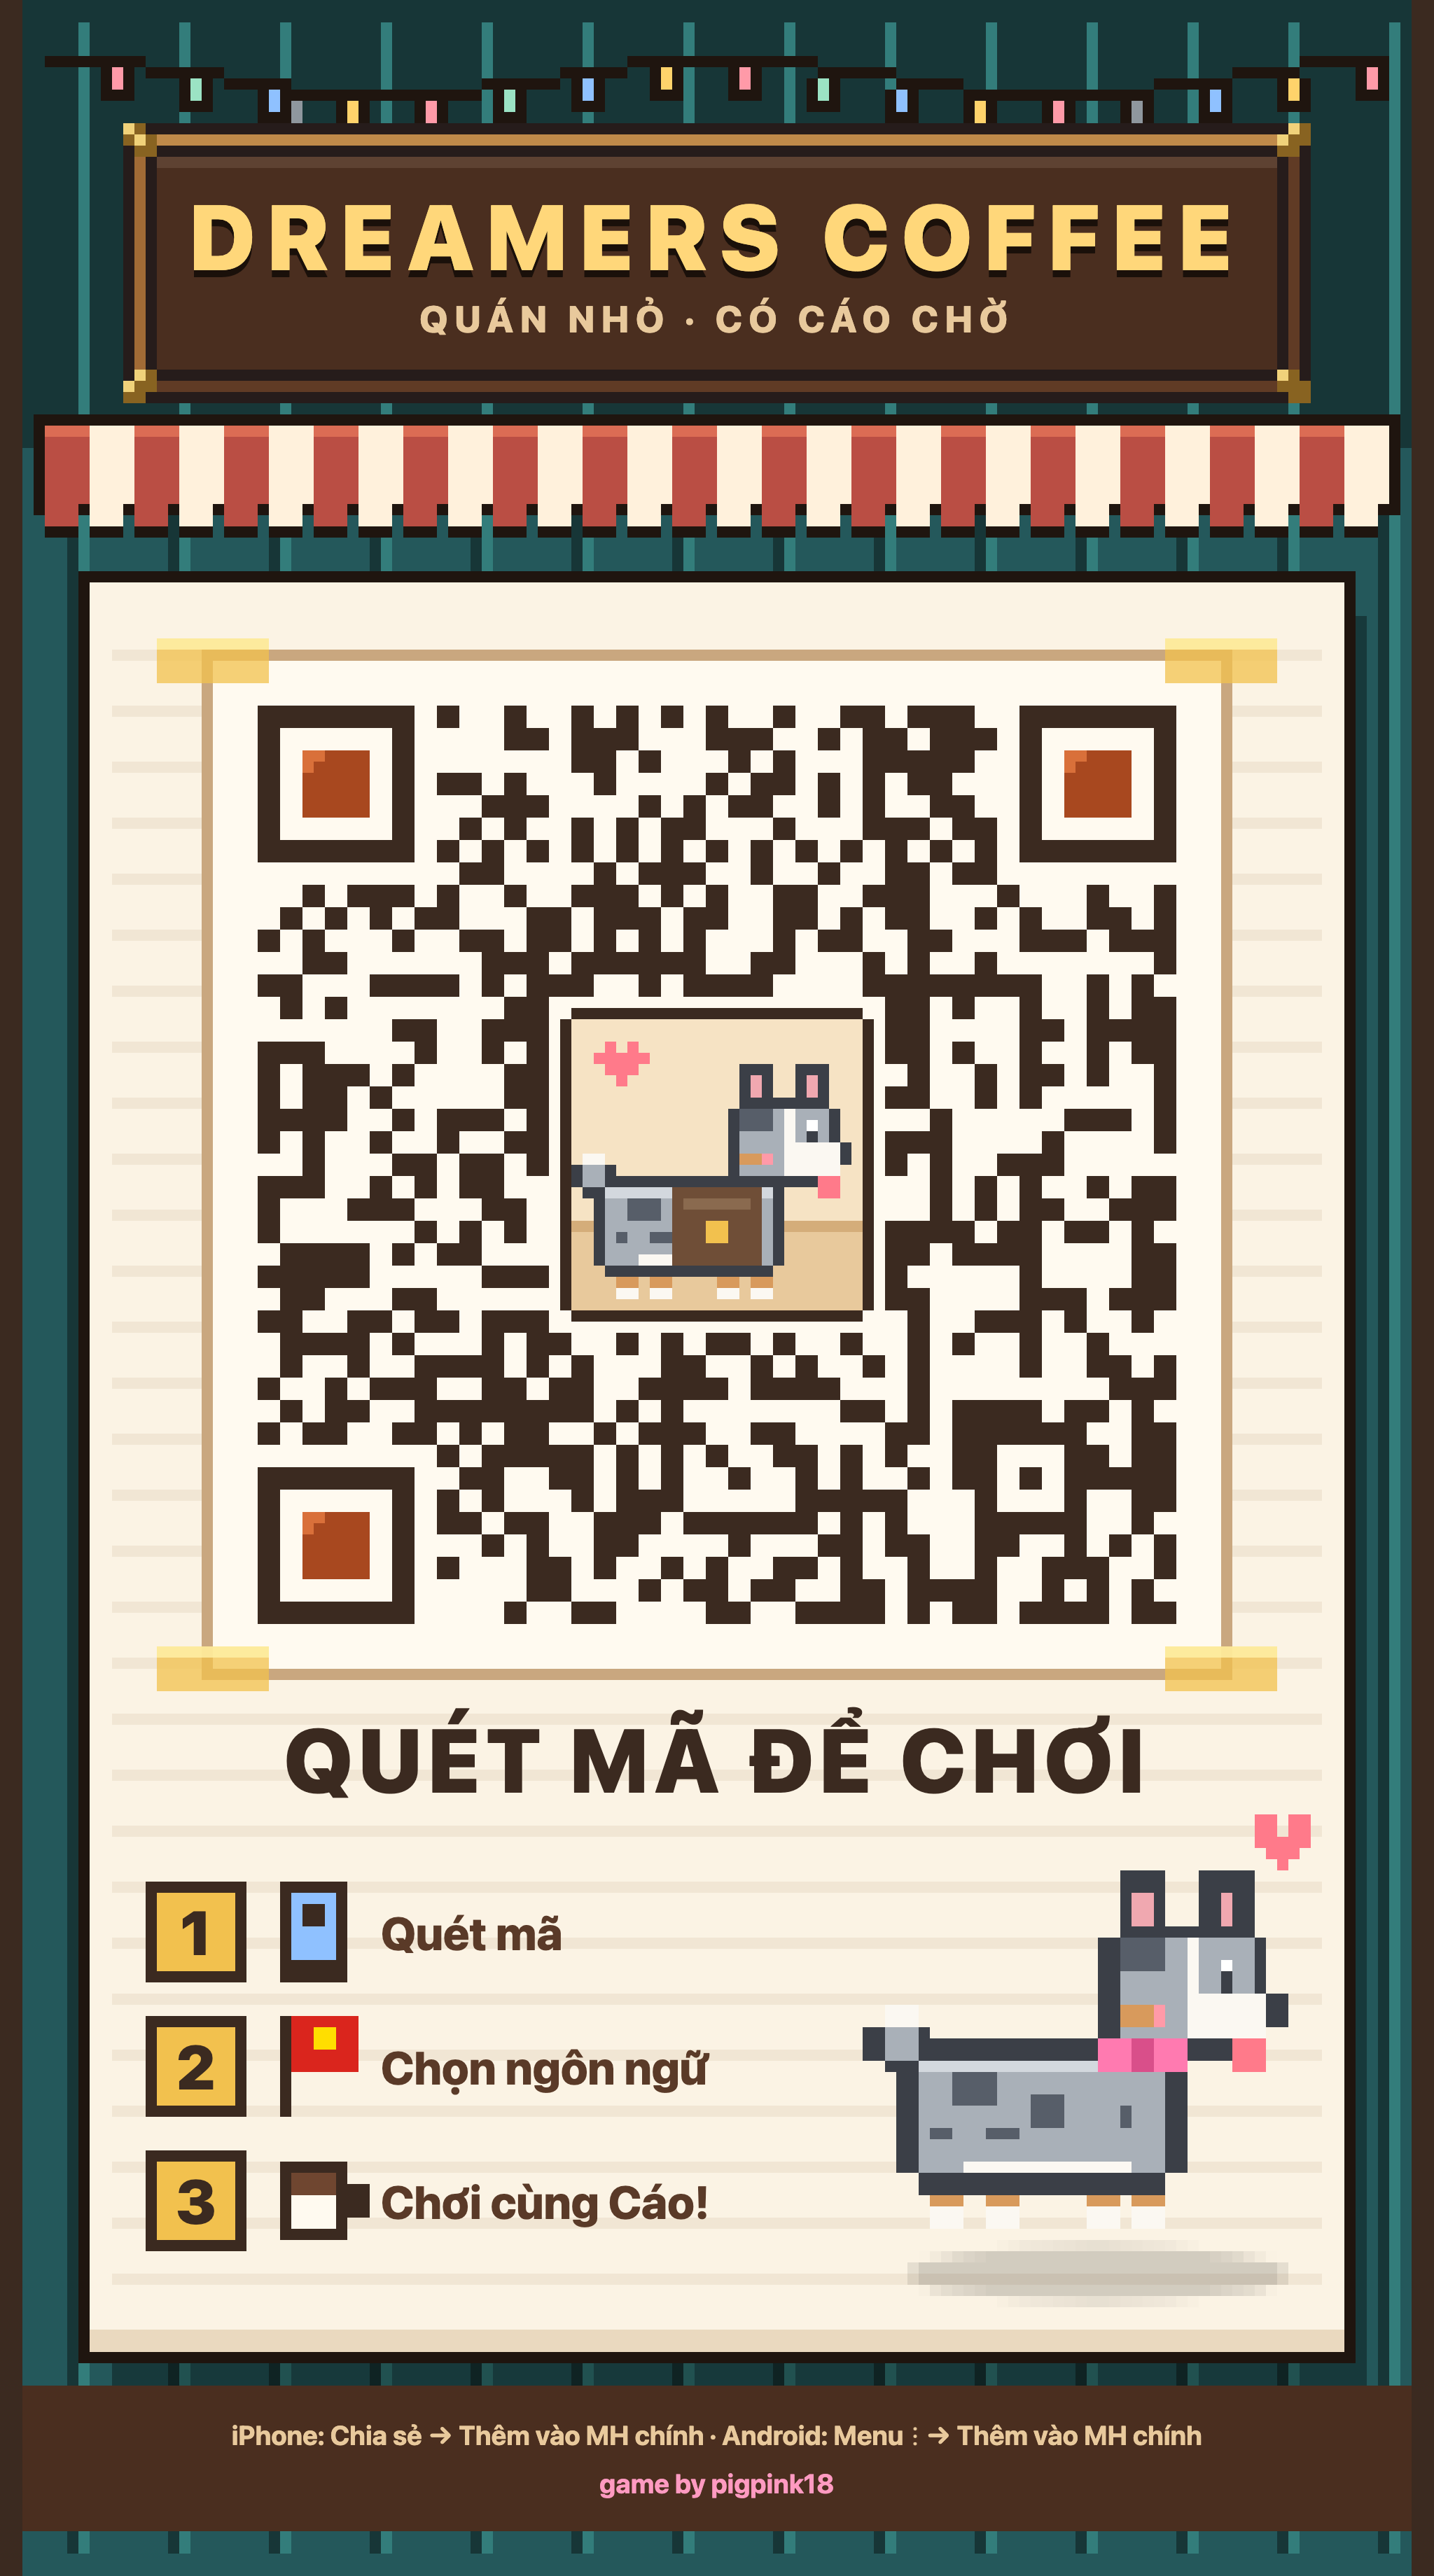 DREAMERS COFFEE
QUÁN NHỎ · CÓ CÁO CHỜ
QUÉT MÃ ĐỂ CHƠI
1 Quét mã
2 Chọn ngôn ngữ
3 Chơi cùng Cáo!
iPhone: Chia sẻ → Thêm vào MH chính · Android: Menu ⋮ → Thêm vào MH chính
game by pigpink18